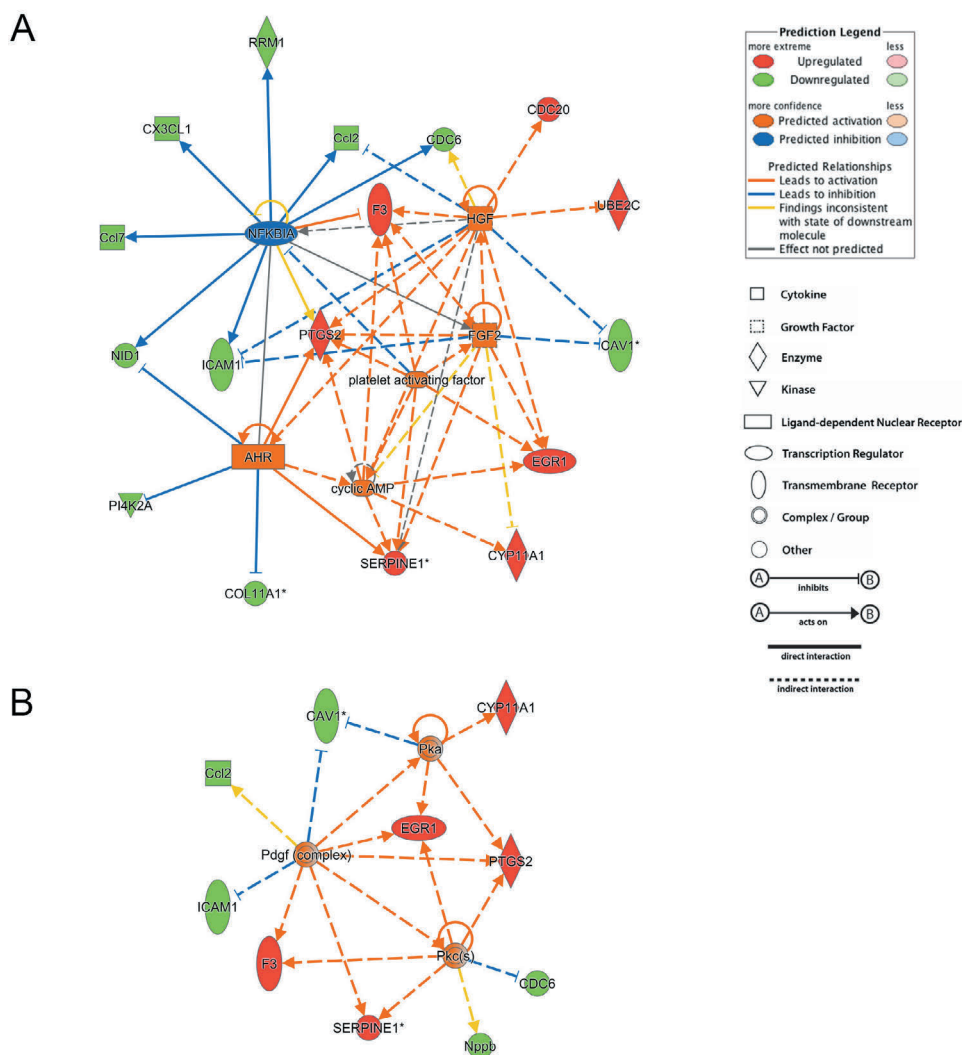 A
RRM1
CX3CL1
Ccl2
CDC6
CDC20
F3
HGF
UBE2C
NFKBIA
Ccl7
PTGS2
FGF2
NID1
ICAM1
CAV1*
platelet activating factor
AHR
EGR1
cyclic AMP
PI4K2A
SERPINE1*
CYP11A1
COL11A1*
Prediction Legend
more extreme less
Upregulated
Downregulated
more confidence less
Predicted activation
Predicted inhibition
Predicted Relationships
Leads to activation
Leads to inhibition
Findings inconsistent
with state of downstream
molecule
Effect not predicted
Cytokine
Growth Factor
Enzyme
Kinase
Ligand-dependent Nuclear Receptor
Transcription Regulator
Transmembrane Receptor
Complex / Group
Other
A B
inhibits
A B
acts on
direct interaction
indirect interaction
B
CAV1*
CYP11A1
Pka
Ccl2
EGR1
Pdgf (complex)
PTGS2
ICAM1
F3
Pkc(s)
CDC6
SERPINE1*
Nppb